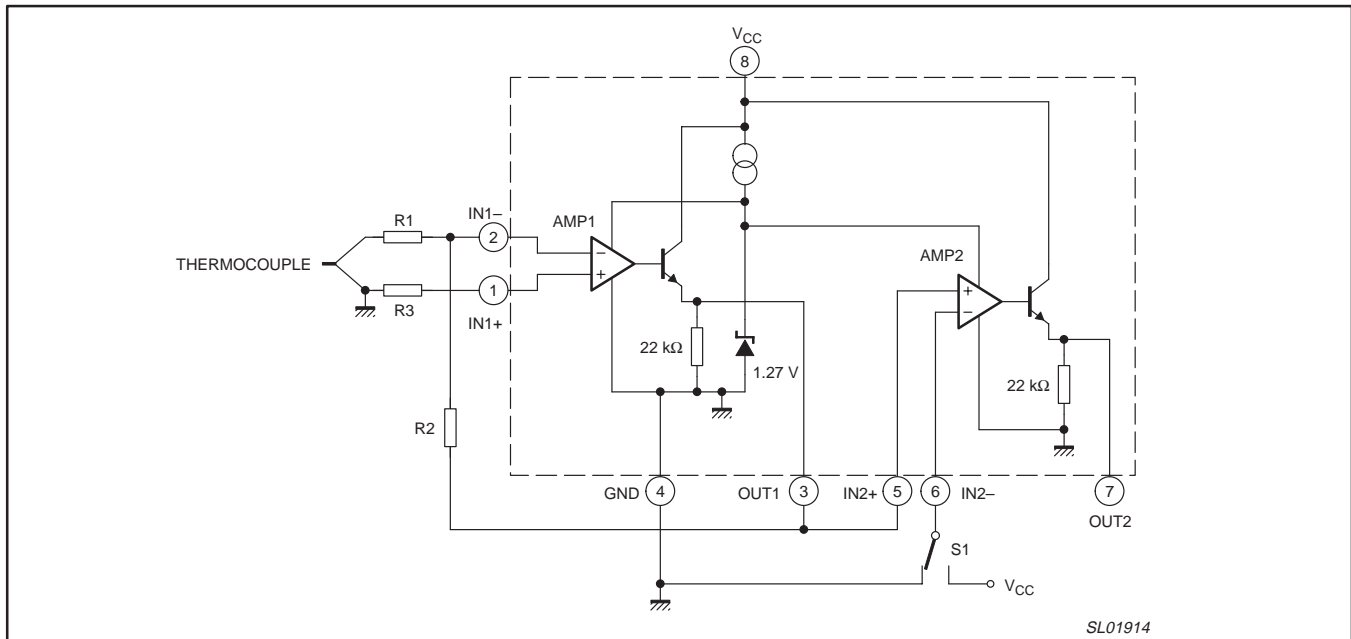 VCC
8
R1
IN1–
2
AMP1
THERMOCOUPLE
AMP2
1
R3
IN1+
22 kΩ
1.27 V
22 kΩ
R2
GND
4
OUT1
3
IN2+
5
6
IN2–
7
OUT2
S1
VCC
SL01914